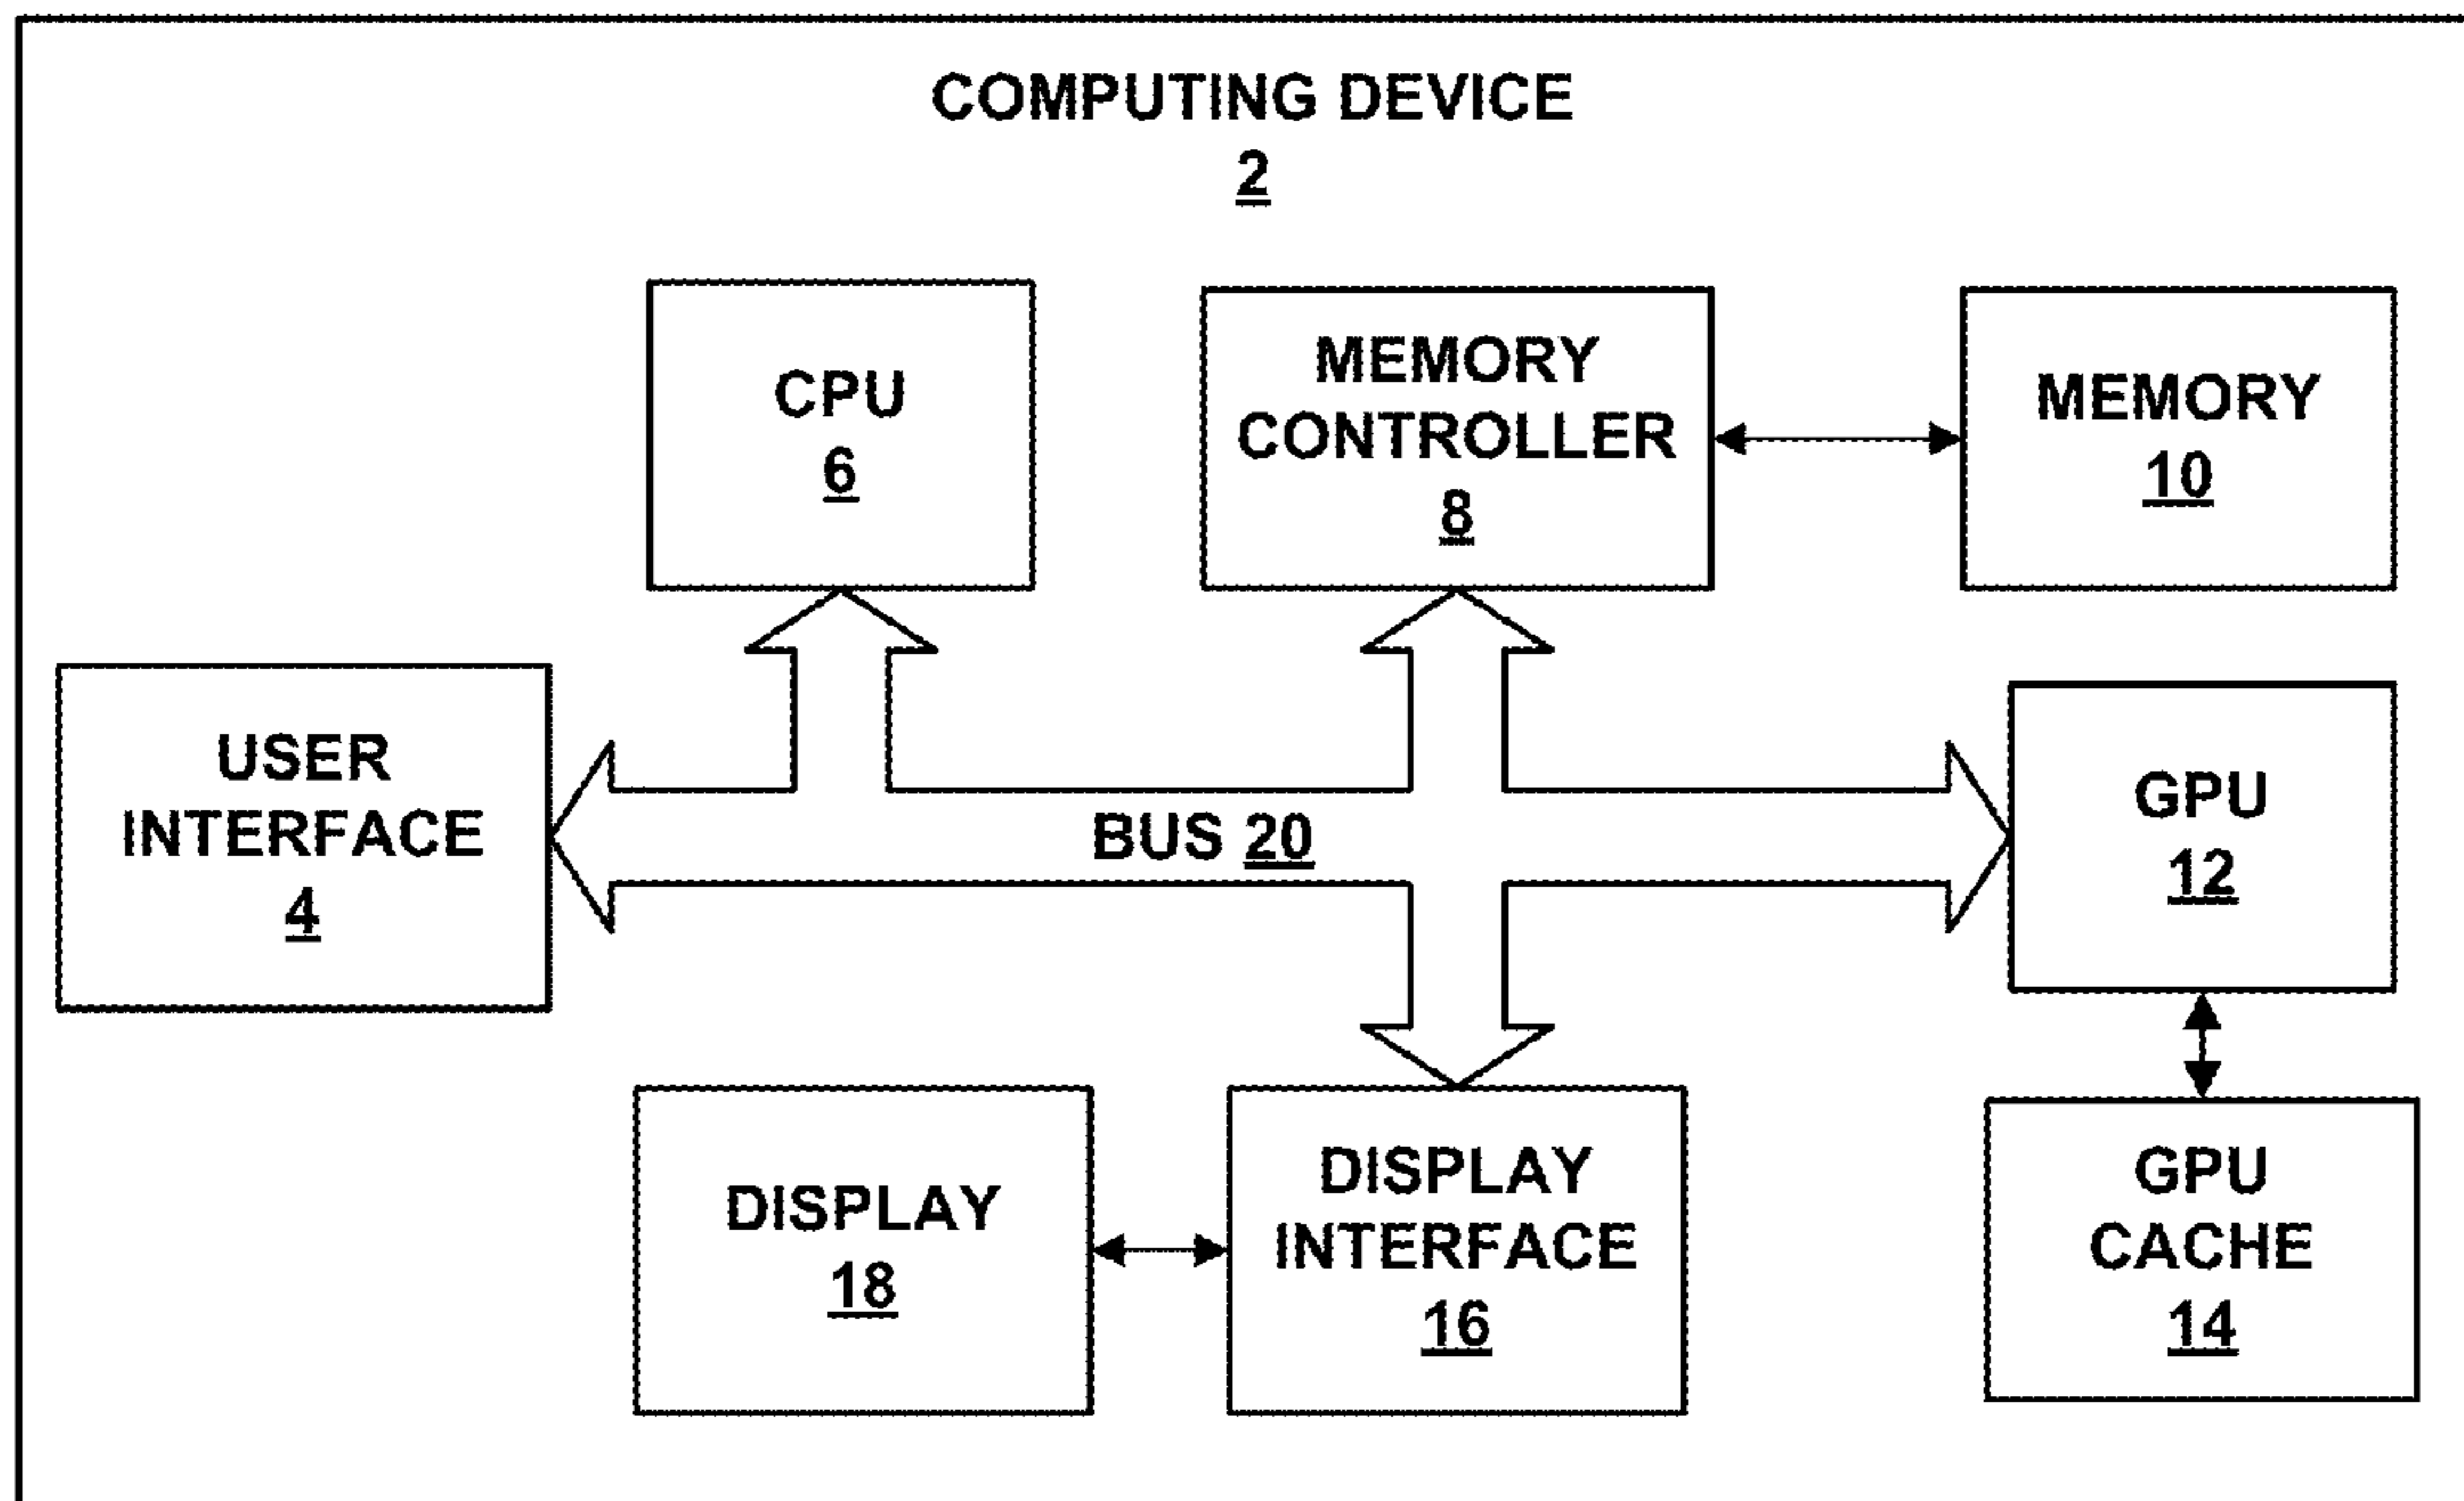 COMPUTING DEVICE
2
CPU
6
MEMORY
CONTROLLER
8
MEMORY
10
USER
INTERFACE
4
BUS 20
GPU
12
DISPLAY
18
DISPLAY
INTERFACE
16
GPU
CACHE
14